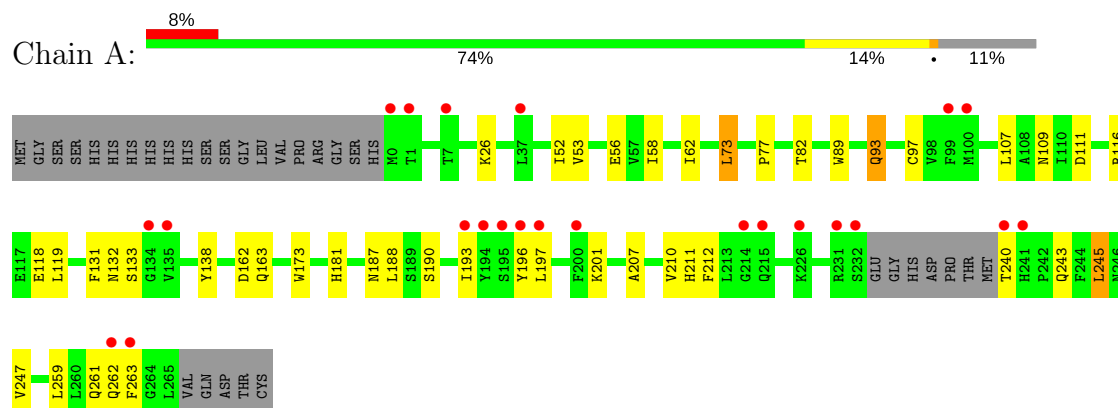 8%
Chain A:
74% 14% • 11%
MET GLY SER SER HIS HIS HIS HIS HIS HIS HIS SER SER GLY LEU VAL PRO ARG GLY SER HIS M0 T1 T7 K26 L37 I52 V53 E56 V57 I58 I62 L73 P77 T82 W89 Q93 C97 V98 F99 M100 L107 A108 N109 I110 D111
E117 E118 L119 F131 N132 S133 G134 V135 Y138 D162 Q163 W173 H181 N187 L188 S189 S190 I193 Y194 S195 Y196 L197 F200 K201 A207 V210 H211 F212 L213 G214 Q215 K226 R231 S232 GLU GLY HIS ASP PRO THR MET T240 H241 P242 Q243 F244 L245
V247 L259 L260 Q261 Q262 F263 G264 L265 VAL GLN ASP THR CYS